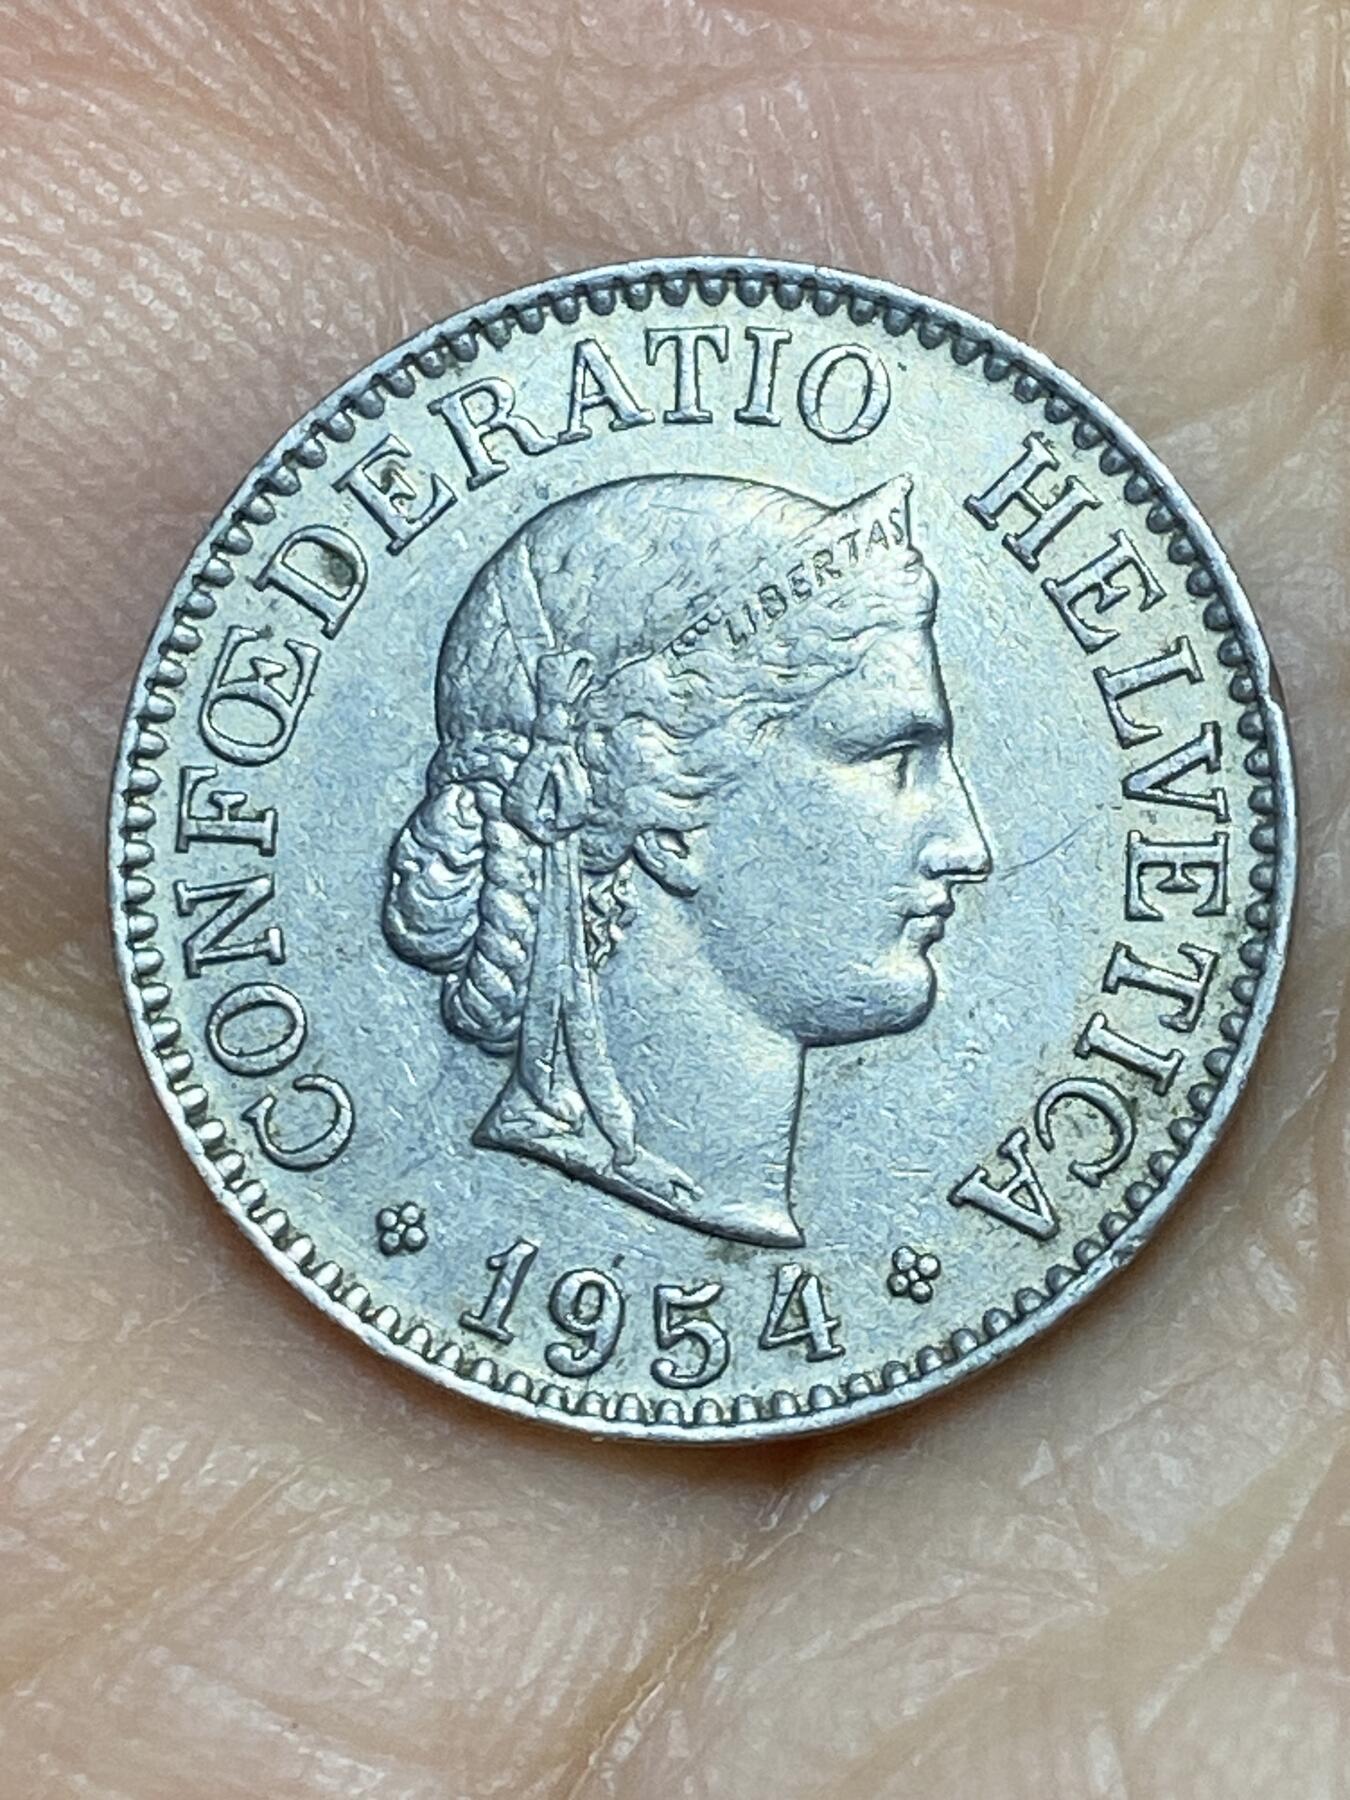 CONFŒDERATIO HELVETICA
LIBERTAS
1954